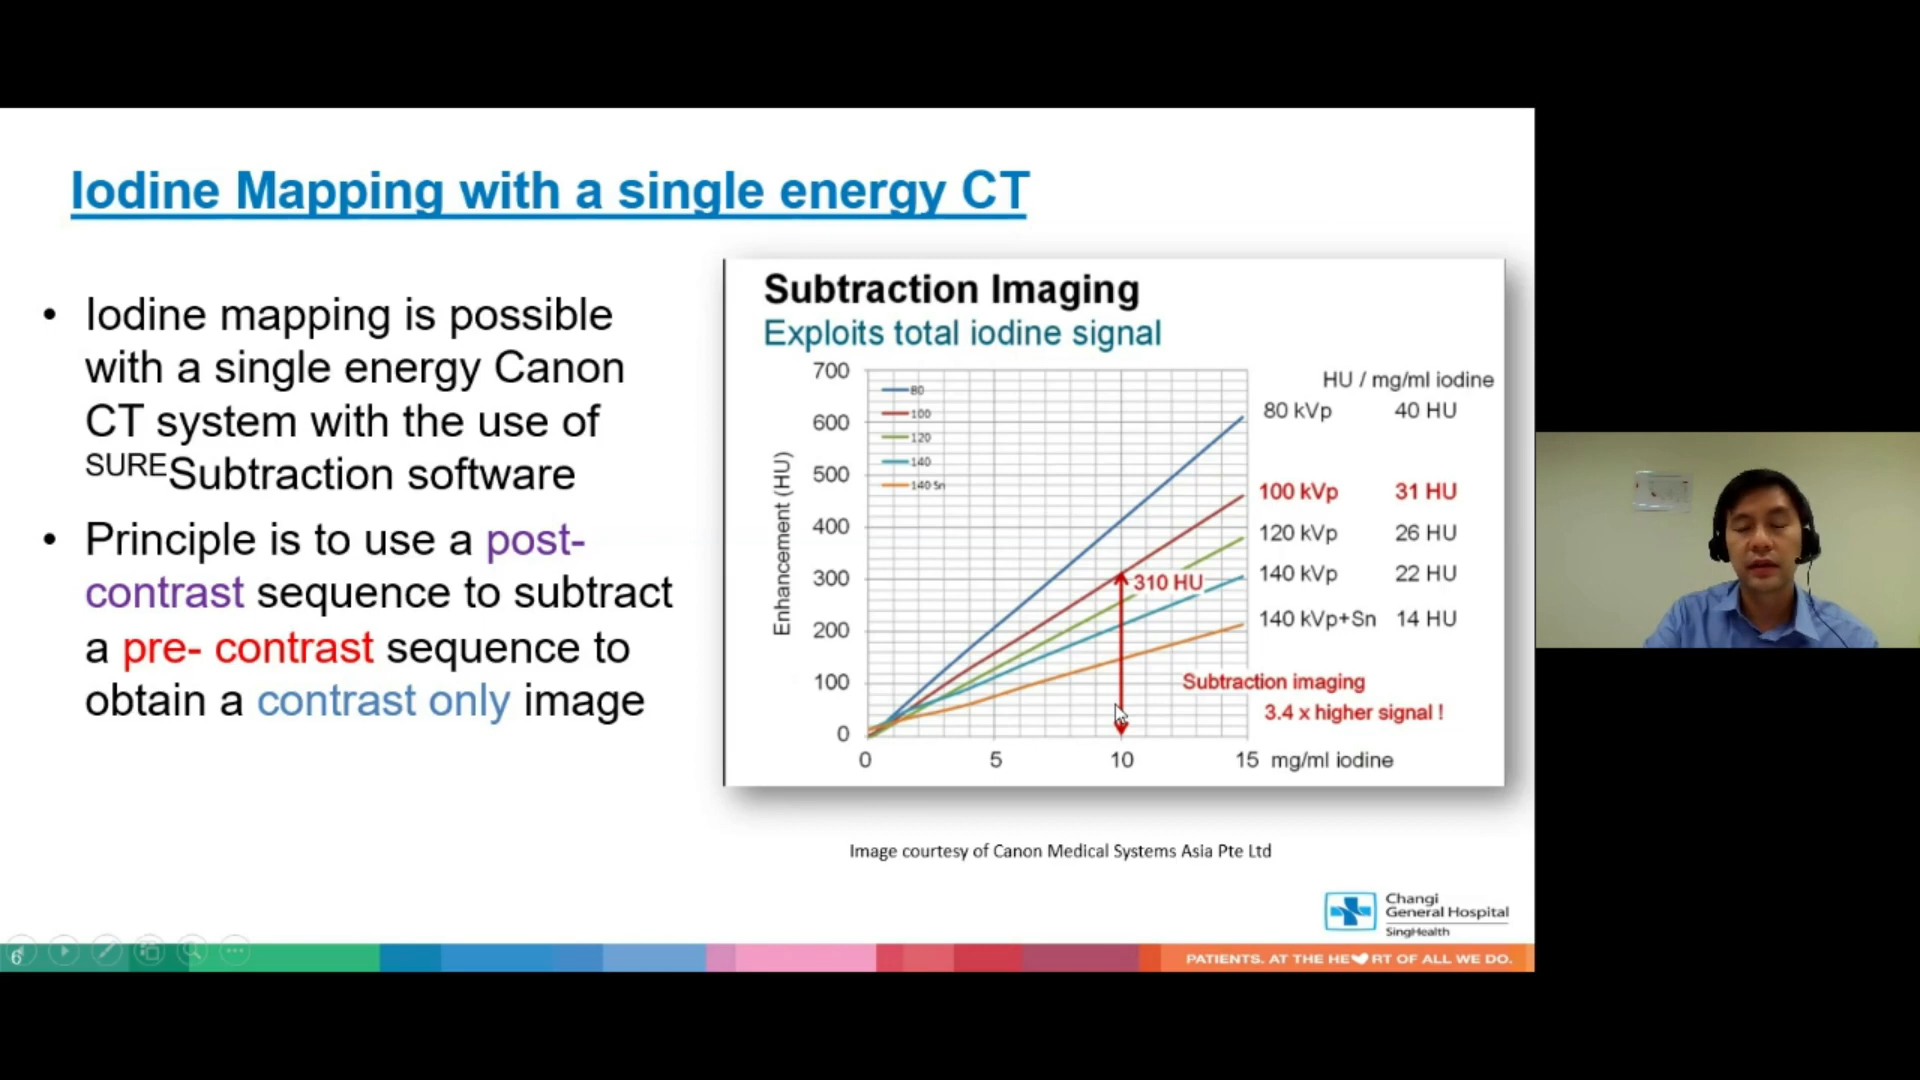 Iodine Mapping with a single energy CT
• Iodine mapping is possible
with a single energy Canon
CT system with the use of
SURESubtraction software
• Principle is to use a post-
contrast sequence to subtract
a pre- contrast sequence to
obtain a contrast only image
Subtraction Imaging
Exploits total iodine signal
Enhancement (HU)
700
600
500
400
300
200
100
0
80
100
120
140
140 Sn
310 HU
HU / mg/ml iodine
80 kVp 40 HU
100 kVp 31 HU
120 kVp 26 HU
140 kVp 22 HU
140 kVp+Sn 14 HU
Subtraction imaging
3.4 x higher signal !
0 5 10 15 mg/ml iodine
Image courtesy of Canon Medical Systems Asia Pte Ltd
Changi
General Hospital
SingHealth
6
PATIENTS. AT THE HE♥RT OF ALL WE DO.